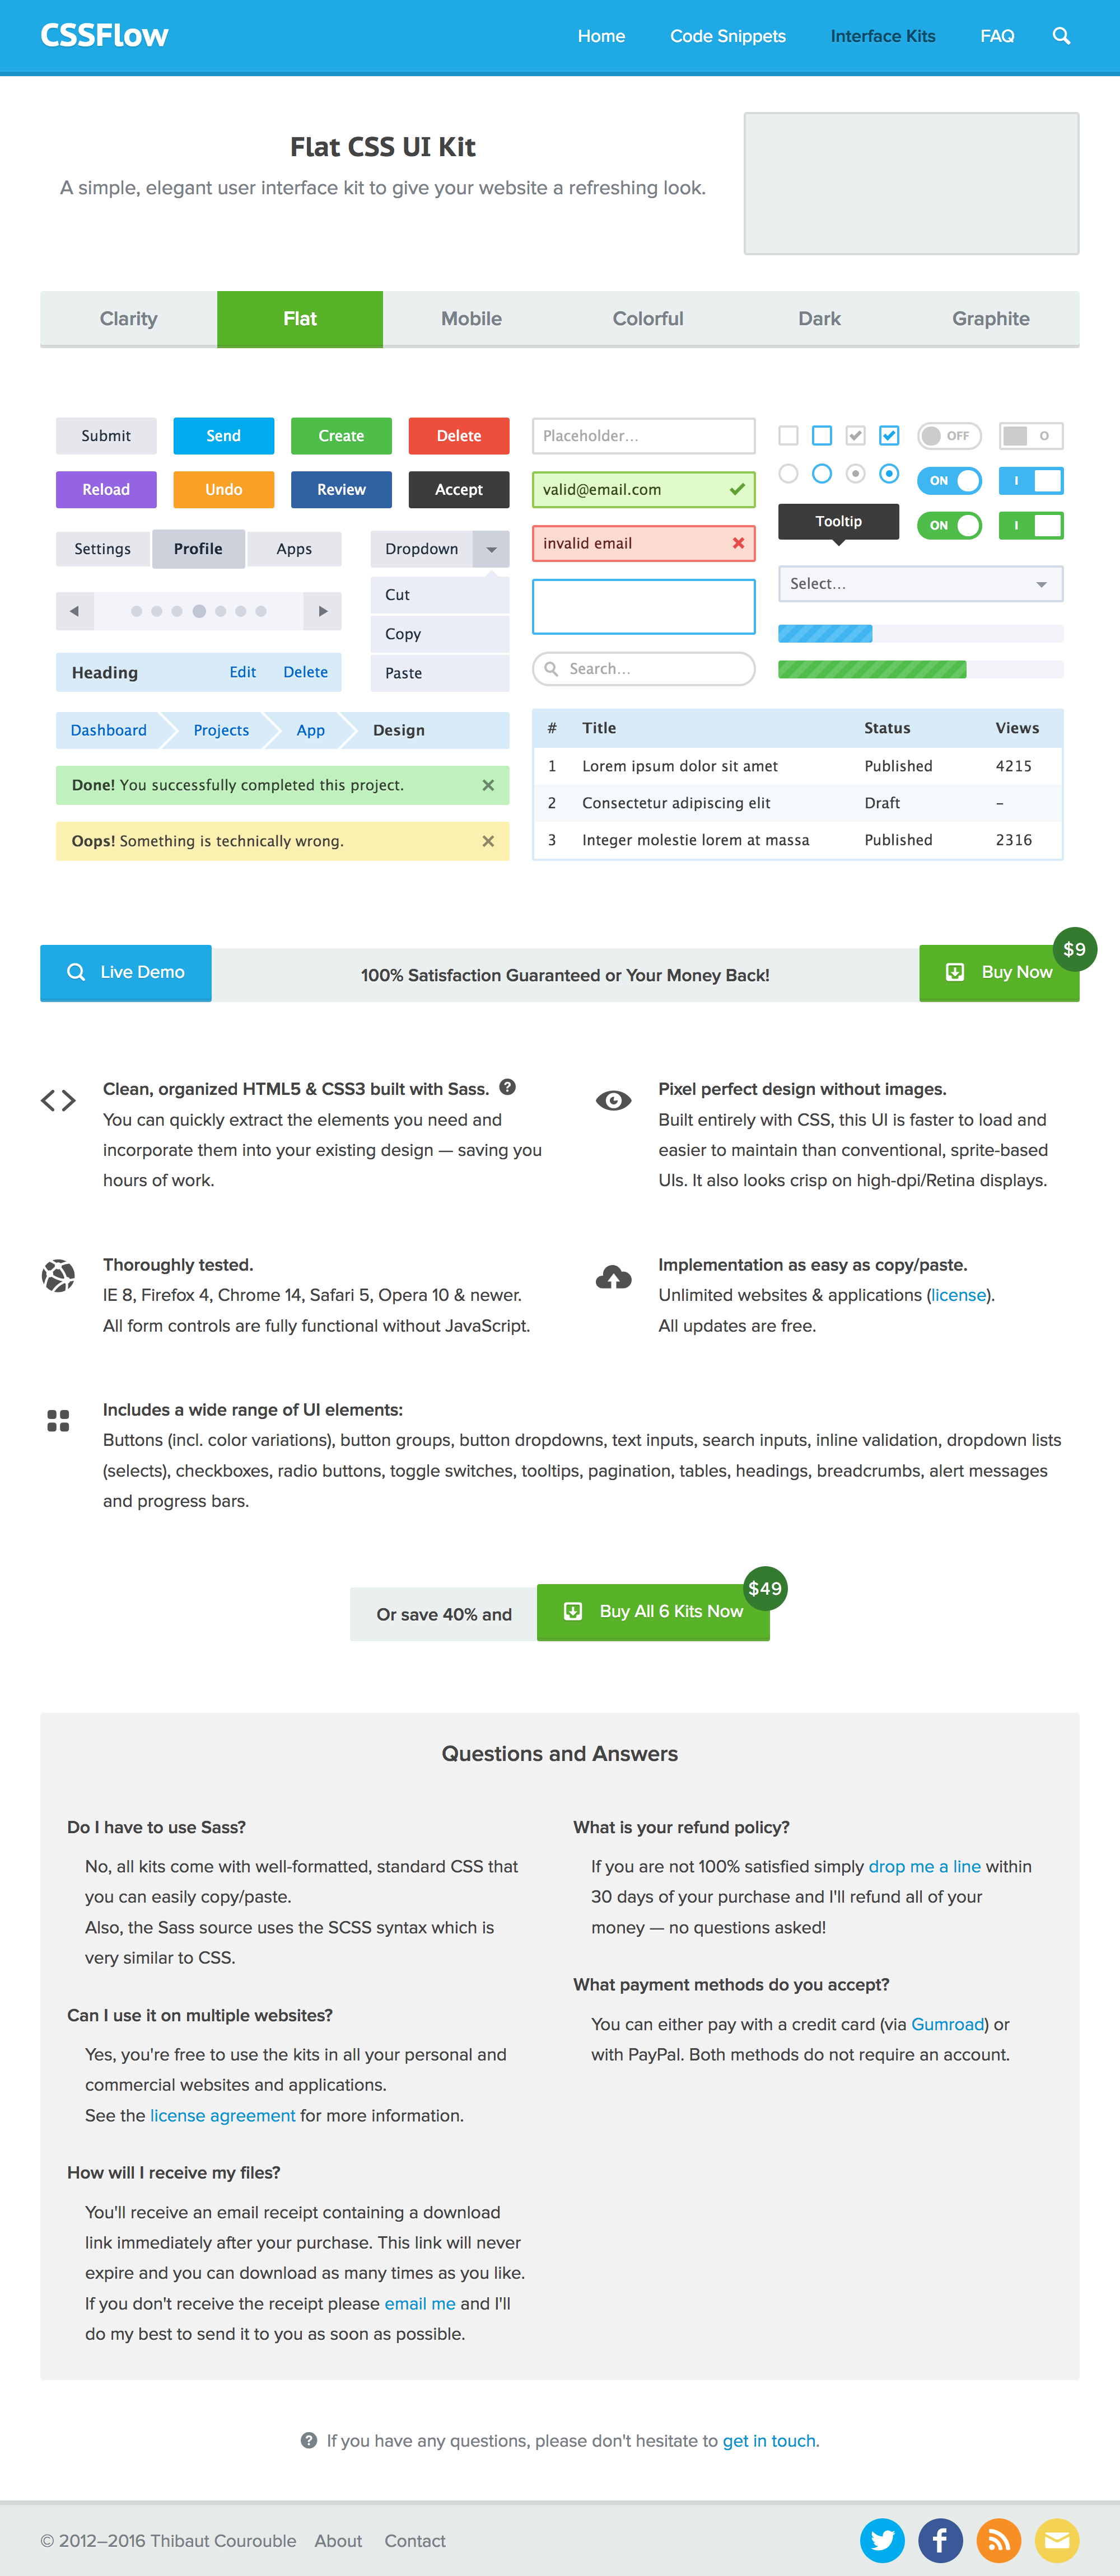 CSSFlow
Home Code Snippets Interface Kits FAQ
Flat CSS UI Kit
A simple, elegant user interface kit to give your website a refreshing look.
Clarity Flat Mobile Colorful Dark Graphite
Submit Send Create Delete
Reload Undo Review Accept
Settings Profile Apps
Dropdown
Cut
Copy
Paste
Heading Edit Delete
Dashboard Projects App Design
Done! You successfully completed this project. ×
Oops! Something is technically wrong. ×
Placeholder...
valid@email.com
invalid email
Search...
OFF O
ON I
ON I
Tooltip
Select...
# Title Status Views
1 Lorem ipsum dolor sit amet Published 4215
2 Consectetur adipiscing elit Draft –
3 Integer molestie lorem at massa Published 2316
Live Demo
100% Satisfaction Guaranteed or Your Money Back!
Buy Now $9
Clean, organized HTML5 & CSS3 built with Sass. ?
You can quickly extract the elements you need and
incorporate them into your existing design — saving you
hours of work.
Pixel perfect design without images.
Built entirely with CSS, this UI is faster to load and
easier to maintain than conventional, sprite-based
UIs. It also looks crisp on high-dpi/Retina displays.
Thoroughly tested.
IE 8, Firefox 4, Chrome 14, Safari 5, Opera 10 & newer.
All form controls are fully functional without JavaScript.
Implementation as easy as copy/paste.
Unlimited websites & applications (license).
All updates are free.
Includes a wide range of UI elements:
Buttons (incl. color variations), button groups, button dropdowns, text inputs, search inputs, inline validation, dropdown lists
(selects), checkboxes, radio buttons, toggle switches, tooltips, pagination, tables, headings, breadcrumbs, alert messages
and progress bars.
Or save 40% and Buy All 6 Kits Now $49
Questions and Answers
Do I have to use Sass?
No, all kits come with well-formatted, standard CSS that
you can easily copy/paste.
Also, the Sass source uses the SCSS syntax which is
very similar to CSS.
Can I use it on multiple websites?
Yes, you're free to use the kits in all your personal and
commercial websites and applications.
See the license agreement for more information.
How will I receive my files?
You'll receive an email receipt containing a download
link immediately after your purchase. This link will never
expire and you can download as many times as you like.
If you don't receive the receipt please email me and I'll
do my best to send it to you as soon as possible.
What is your refund policy?
If you are not 100% satisfied simply drop me a line within
30 days of your purchase and I'll refund all of your
money — no questions asked!
What payment methods do you accept?
You can either pay with a credit card (via Gumroad) or
with PayPal. Both methods do not require an account.
? If you have any questions, please don't hesitate to get in touch.
© 2012–2016 Thibaut Courouble About Contact